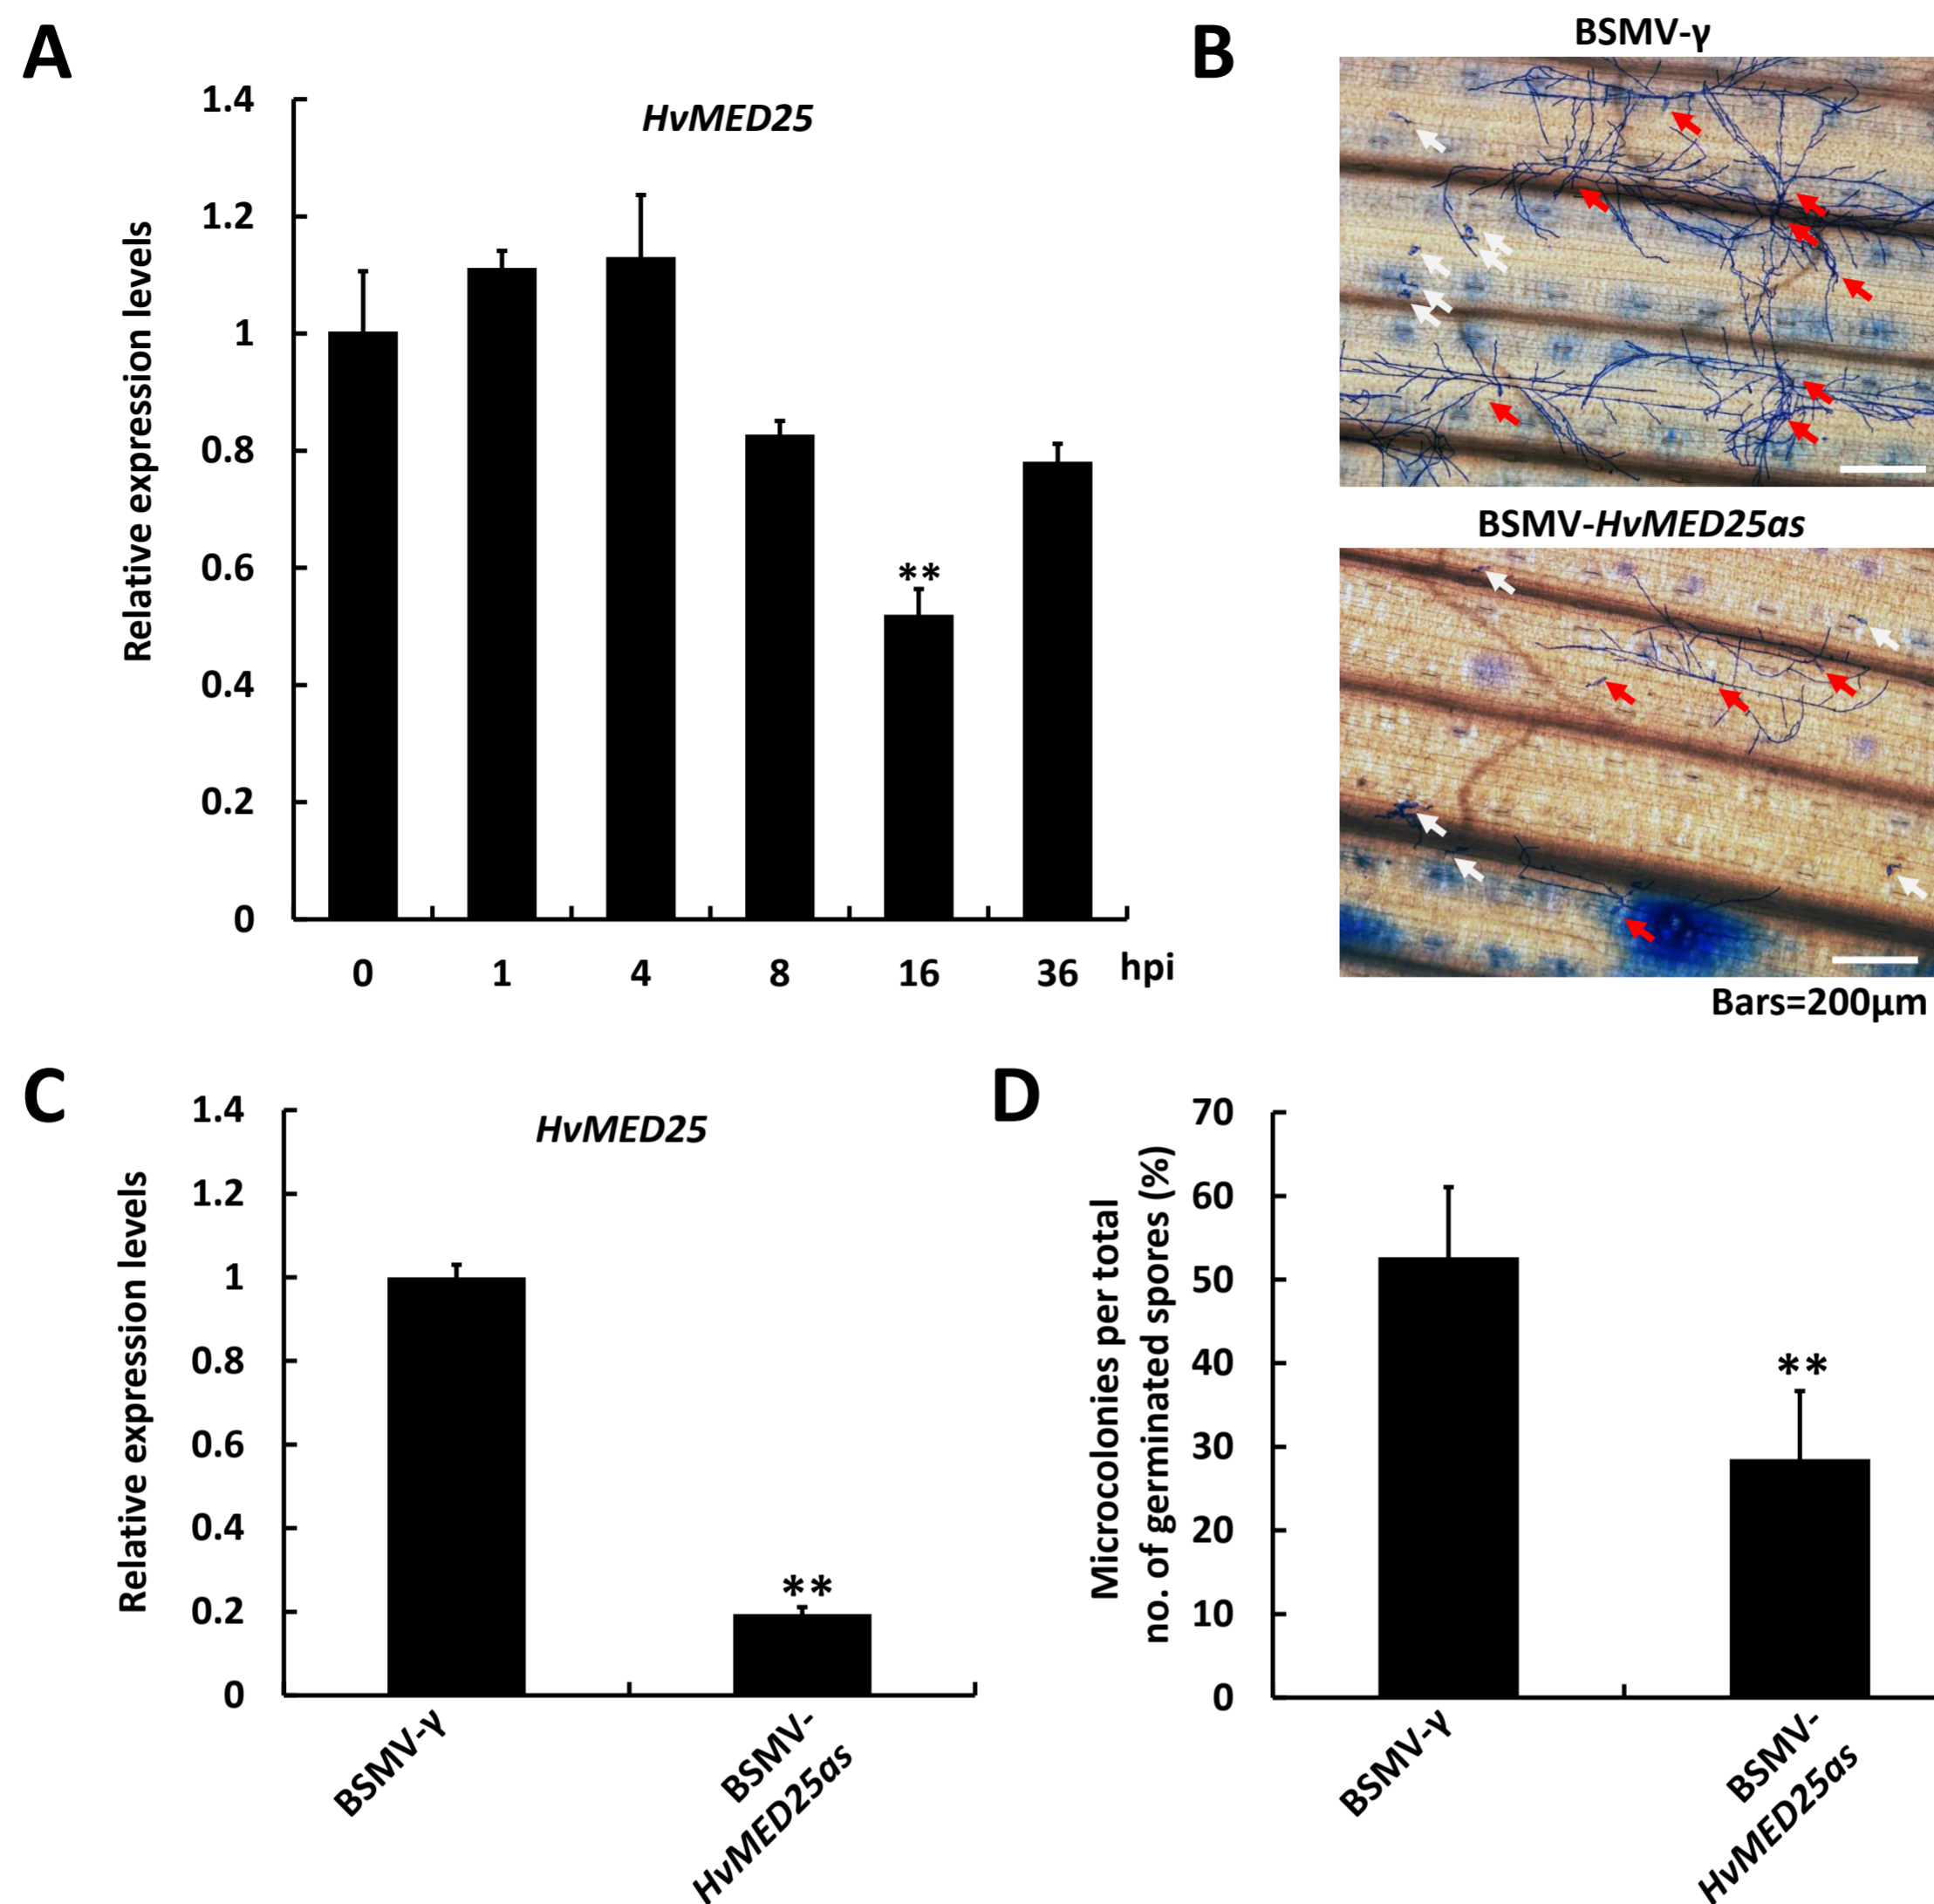 A
HvMED25
Relative expression levels
1.4
1.2
1
0.8
0.6
0.4
0.2
0
**
0 1 4 8 16 36 hpi
B
BSMV-γ
BSMV-HvMED25as
Bars=200μm
C
HvMED25
Relative expression levels
1.4
1.2
1
0.8
0.6
0.4
0.2
0
**
BSMV-γ
BSMV-
HvMED25as
D
Microcolonies per total
no. of germinated spores (%)
70
60
50
40
30
20
10
0
**
BSMV-γ
BSMV-
HvMED25as